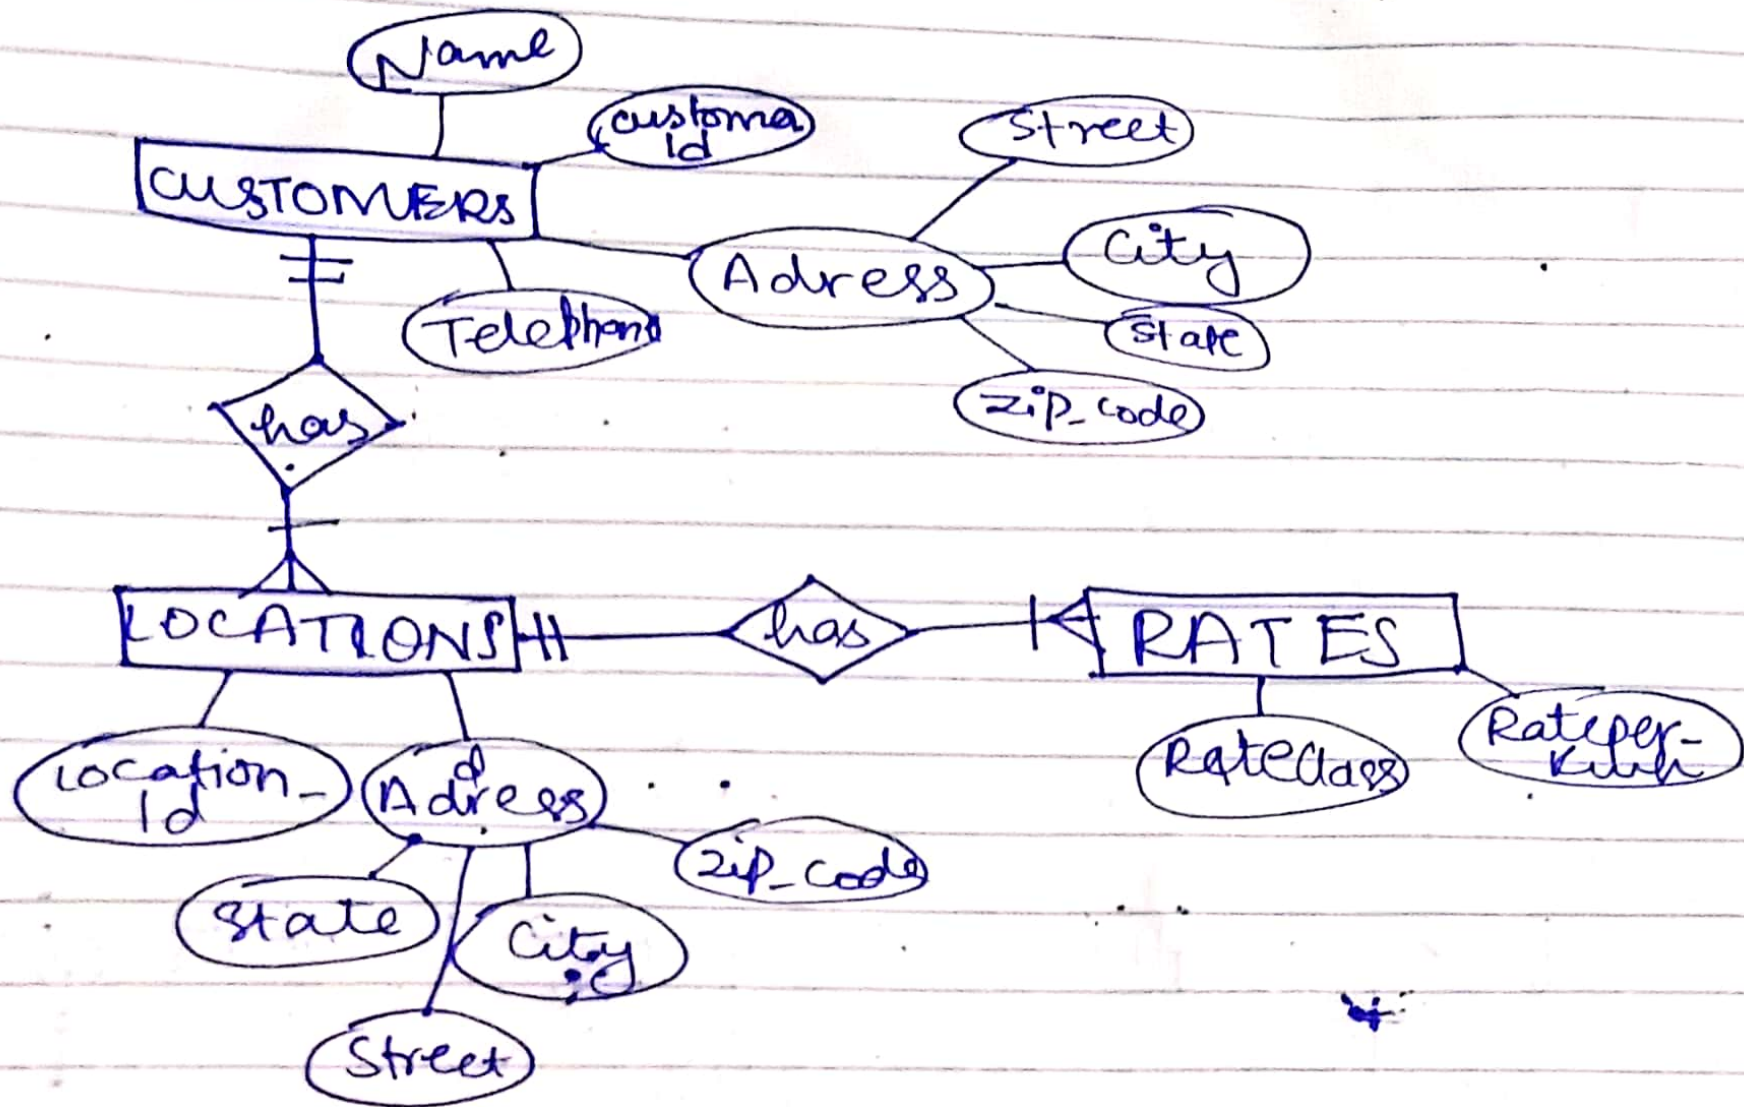 Name
customer
Id
Street
CUSTOMERS
City
Adress
Telephone
State
zip_code
has
LOCATIONS
has
RATES
Location_
Id
d
Adress
RateClass
Rateper-
Kwh
zip_code
State
City
Street